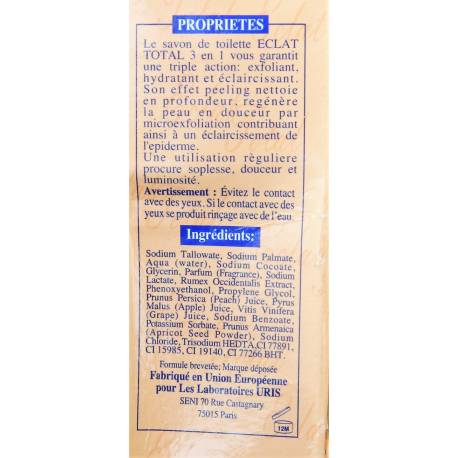 PROPRIETES
Le savon de toilette ECLAT
TOTAL 3 en 1 vous garantit
une triple action: exfoliant,
hydratant et éclaircissant.
Son effet peeling nettoie
en profondeur, regénère
la peau en douceur par
microexfoliation contribuant
ainsi à un éclaircissement de
l'epiderme.
Une utilisation règuliere
procure soplesse, douceur et
luminosité.
Avertissement : Évitez le contact
avec des yeux. Si le contact avec des
yeux se produit rinçage avec de l'eau.
Ingrédients:
Sodium Tallowate, Sodium Palmate,
Aqua (water), Sodium Cocoate,
Glycerin, Parfum (Fragrance), Sodium
Lactate, Rumex Occidentalis Extract,
Phenoxyethanol, Propylene Glycol,
Prunus Persica (Peach) Juice, Pyrus
Malus (Apple) Juice, Vitis Vinifera
(Grape) Juice, Sodium Benzoate,
Potassium Sorbate, Prunus Armenaica
(Apricot Seed Powder), Sodium
Cloruide, Trisodium HEDTA,CI 77891,
CI 15985, CI 19140, CI 77266 BHT.
Formule brevetée; Marque déposée
Fabriqué en Union Européenne
pour Les Laboratoires URIS
SENI 70 Rue Castagnary
75015 Paris
12M